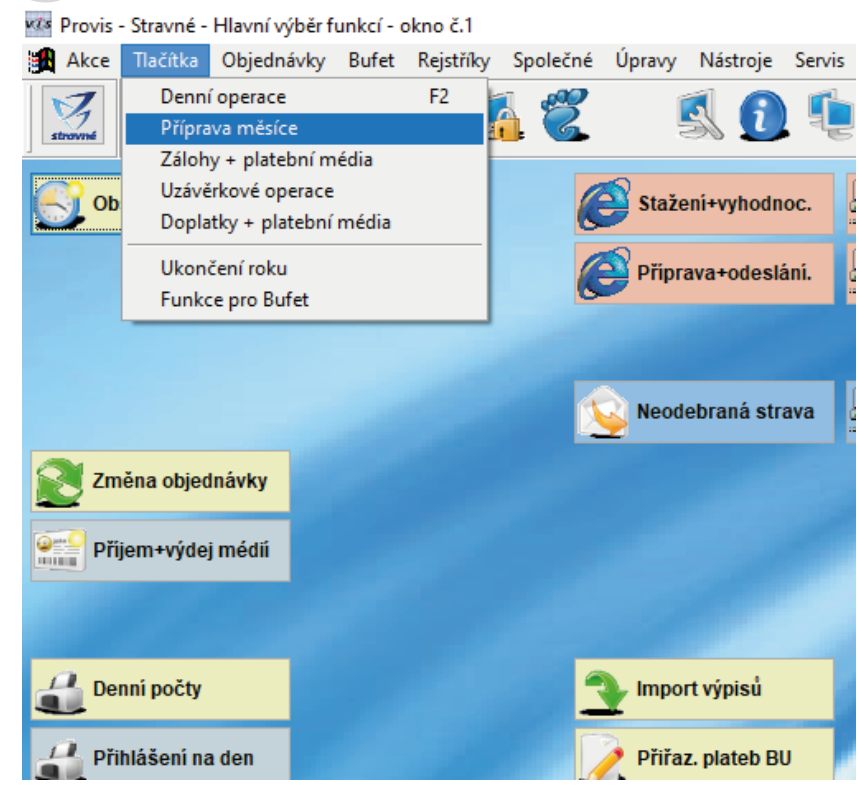 VIS Provis - Stravné - Hlavní výběr funkcí - okno č.1
Akce Tlačítka Objednávky Bufet Rejstříky Společné Úpravy Nástroje Servis
stravné
Denní operace F2
Příprava měsíce
Zálohy + platební média
Uzávěrkové operace
Doplatky + platební média
Ukončení roku
Funkce pro Bufet
Ob
Stažení+vyhodnoc.
Příprava+odeslání.
Neodebraná strava
Změna objednávky
Příjem+výdej médií
Denní počty
Import výpisů
Přihlášení na den
Přiřaz. plateb BU